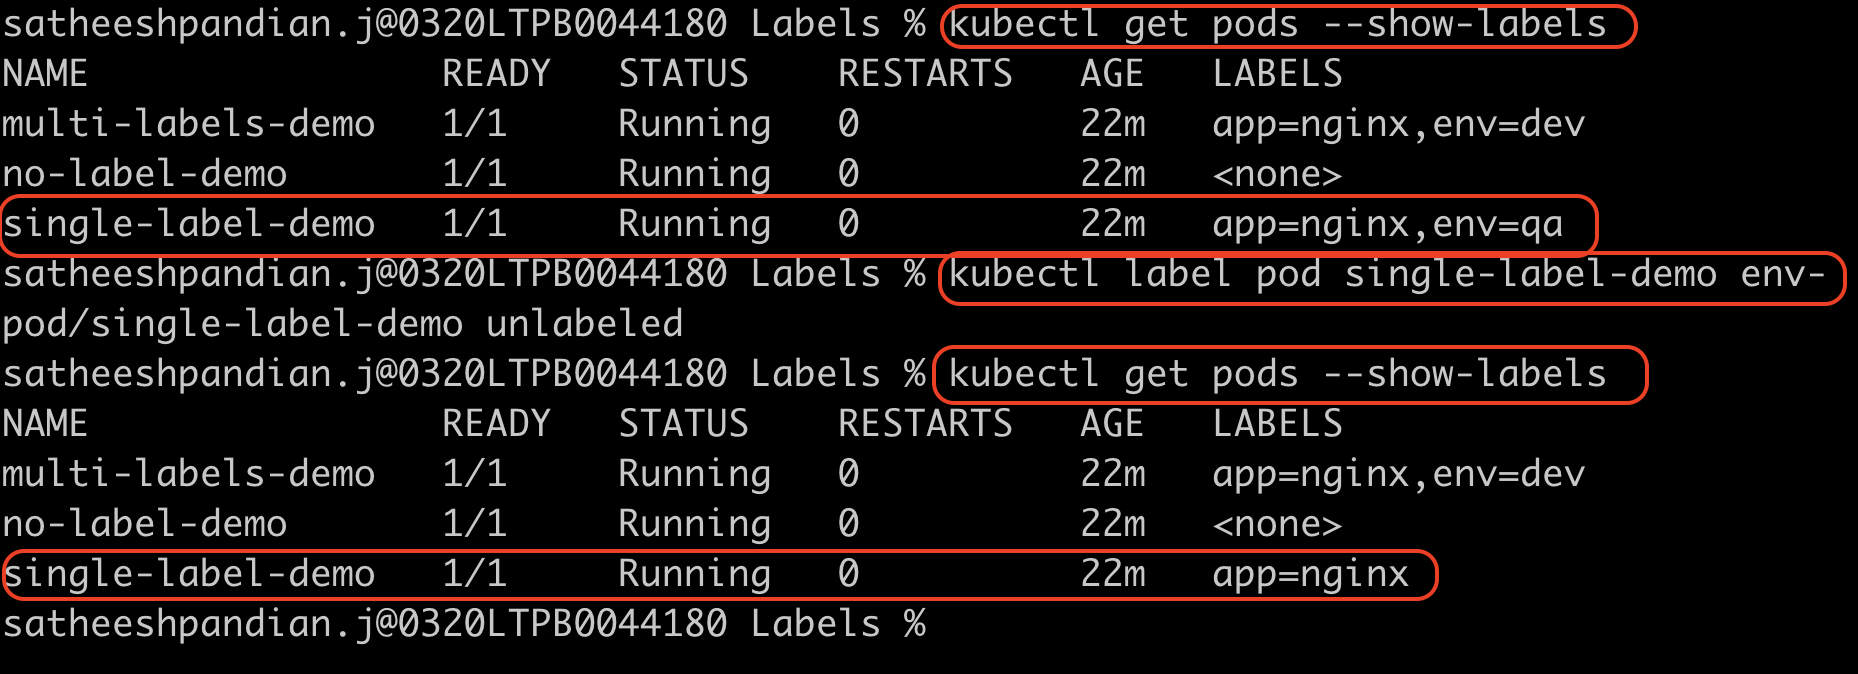 satheeshpandian.j@0320LTPB0044180 Labels % kubectl get pods --show-labels
NAME                READY   STATUS    RESTARTS   AGE   LABELS
multi-labels-demo   1/1     Running   0          22m   app=nginx,env=dev
no-label-demo       1/1     Running   0          22m   <none>
single-label-demo   1/1     Running   0          22m   app=nginx,env=qa
satheeshpandian.j@0320LTPB0044180 Labels % kubectl label pod single-label-demo env-
pod/single-label-demo unlabeled
satheeshpandian.j@0320LTPB0044180 Labels % kubectl get pods --show-labels
NAME                READY   STATUS    RESTARTS   AGE   LABELS
multi-labels-demo   1/1     Running   0          22m   app=nginx,env=dev
no-label-demo       1/1     Running   0          22m   <none>
single-label-demo   1/1     Running   0          22m   app=nginx
satheeshpandian.j@0320LTPB0044180 Labels %